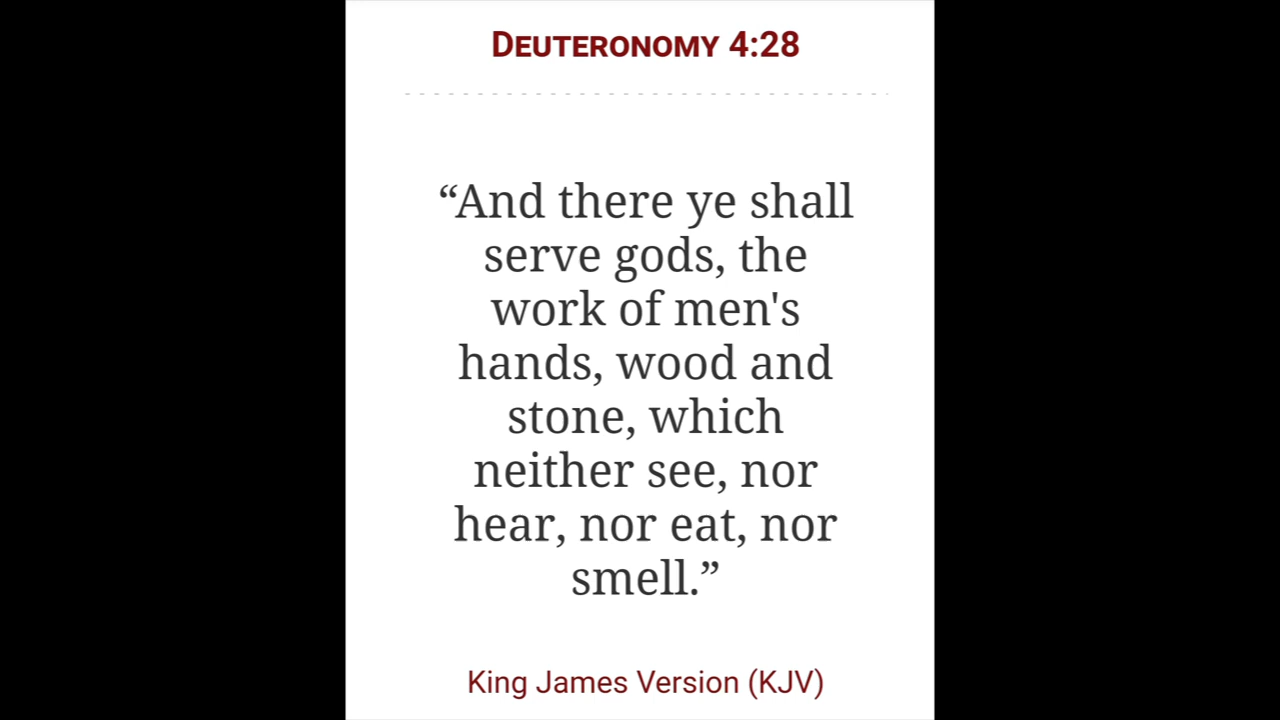 DEUTERONOMY 4:28
“And there ye shall
serve gods, the
work of men's
hands, wood and
stone, which
neither see, nor
hear, nor eat, nor
smell.”
King James Version (KJV)